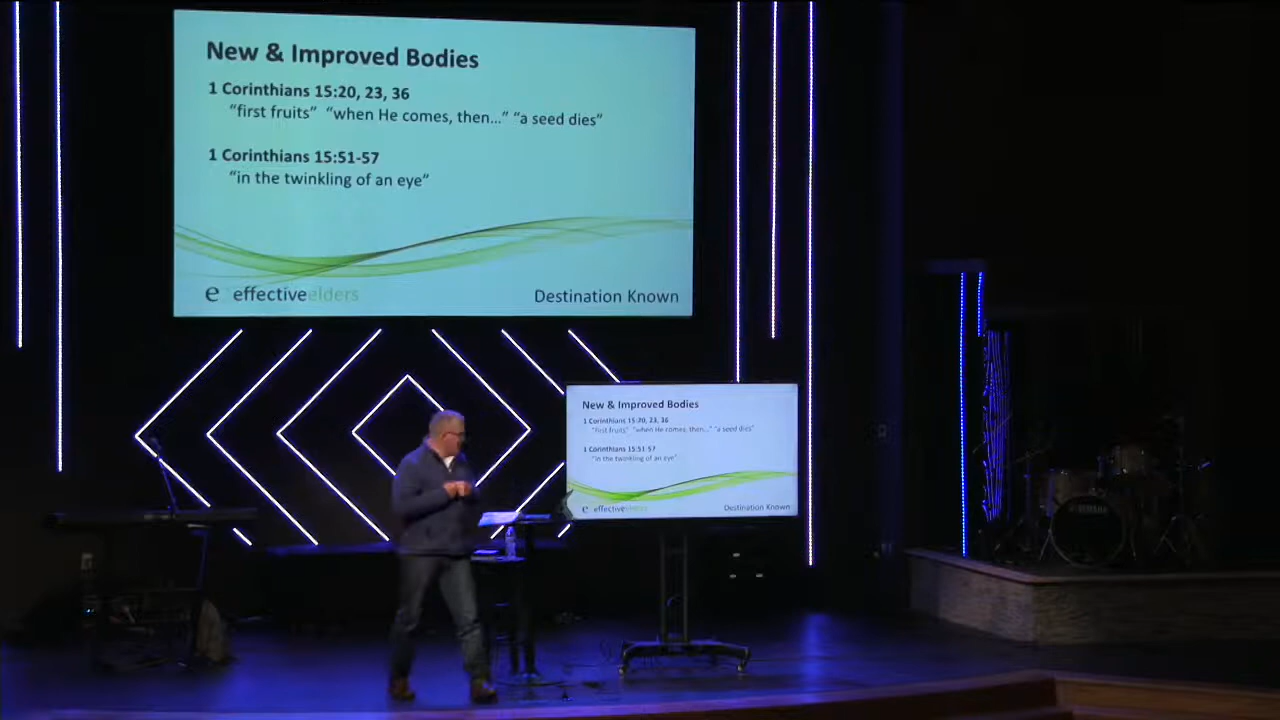 New & Improved Bodies
1 Corinthians 15:20, 23, 36
“first fruits” “when He comes, then...” “a seed dies”
1 Corinthians 15:51-57
“in the twinkling of an eye”
e effectiveelders
Destination Known
New & Improved Bodies
1 Corinthians 15:20, 23, 36
“first fruits” “when He comes, then...” “a seed dies”
1 Corinthians 15:51-57
“in the twinkling of an eye”
e effectiveelders
Destination Known
YAMAHA